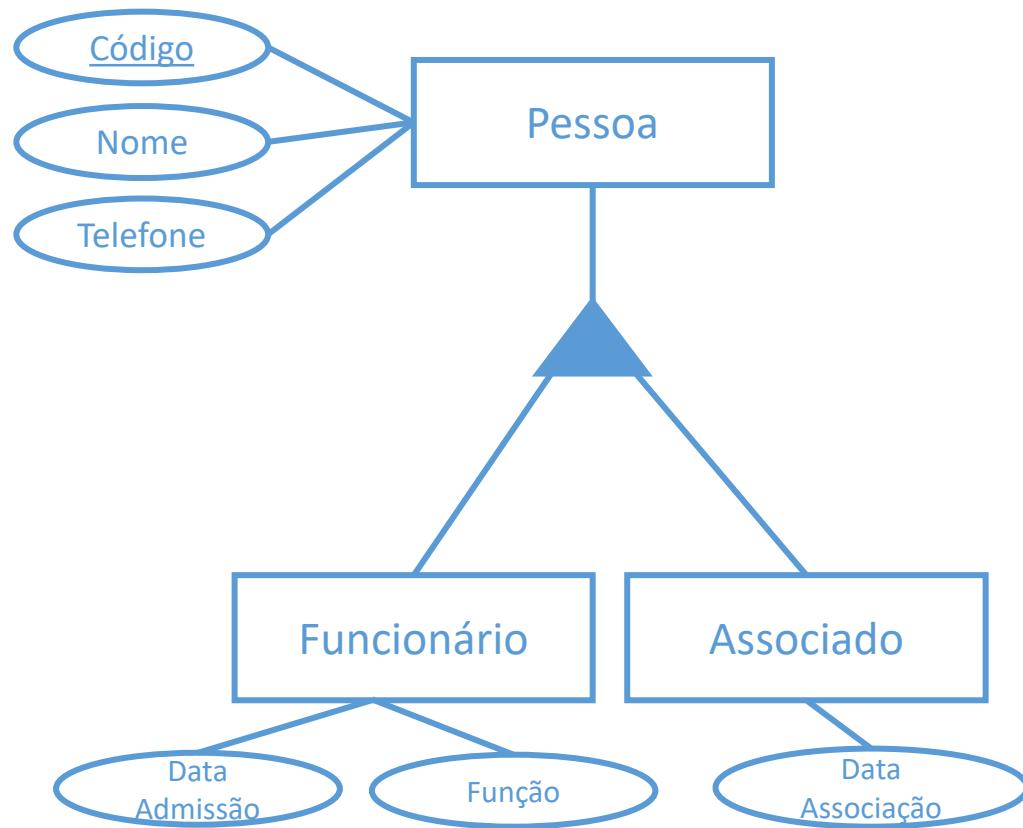 Código
Nome
Telefone
Pessoa
Funcionário
Associado
Data
Admissão
Função
Data
Associação